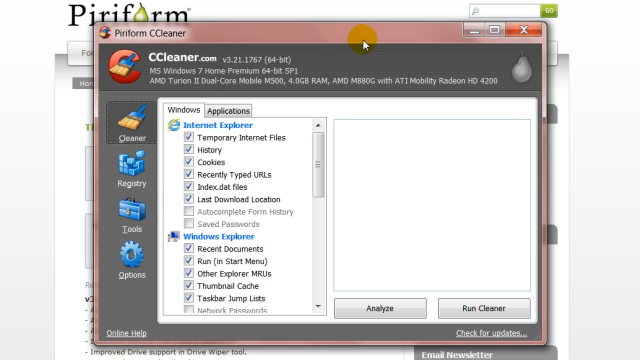 Piriform
GO
Piriform CCleaner
CCleaner.com v3.21.1767 (64-bit)
MS Windows 7 Home Premium 64-bit SP1
AMD Turion II Dual-Core Mobile M500, 4.0GB RAM, AMD M880G with ATI Mobility Radeon HD 4200
Cleaner
Registry
Tools
Options
Windows
Applications
Internet Explorer
Temporary Internet Files
History
Cookies
Recently Typed URLs
Index.dat files
Last Download Location
Autocomplete Form History
Saved Passwords
Windows Explorer
Recent Documents
Run (in Start Menu)
Other Explorer MRUs
Thumbnail Cache
Taskbar Jump Lists
Network Passwords
Analyze
Run Cleaner
Online Help
Check for updates...
- Improved Drive support in Drive Wiper tool.
Email Newsletter